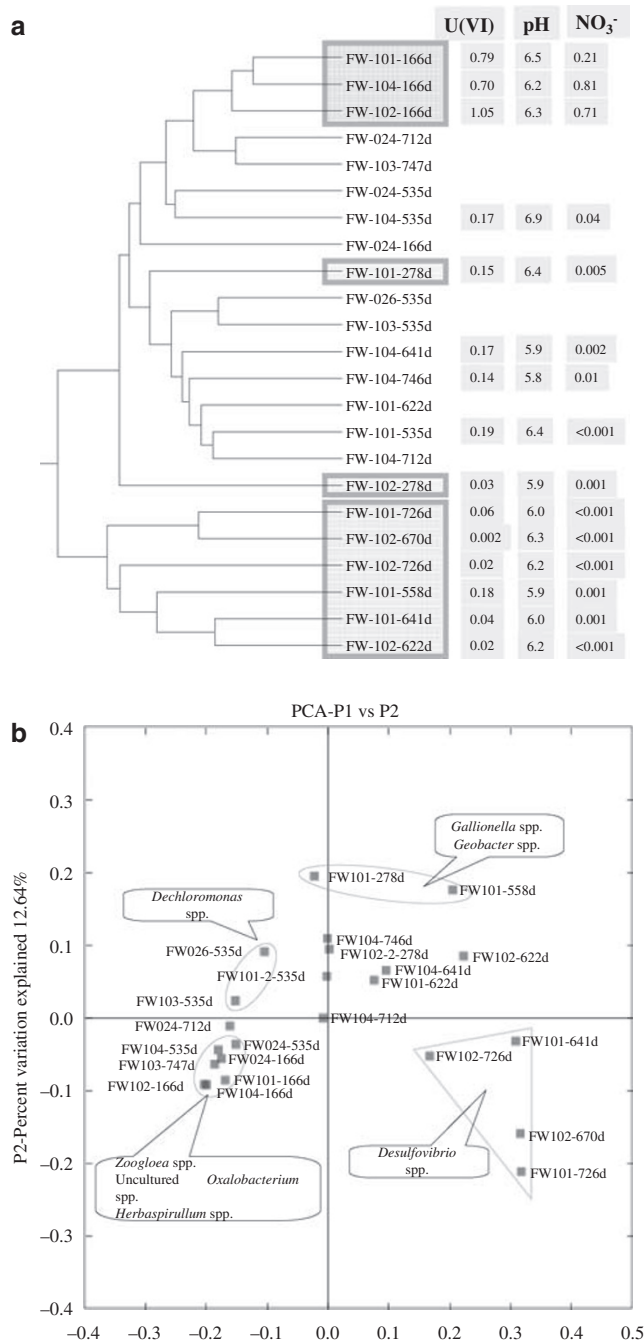 a
U(VI) pH NO3-
FW-101-166d 0.79 6.5 0.21
FW-104-166d 0.70 6.2 0.81
FW-102-166d 1.05 6.3 0.71
FW-024-712d
FW-103-747d
FW-024-535d
FW-104-535d 0.17 6.9 0.04
FW-024-166d
FW-101-278d 0.15 6.4 0.005
FW-026-535d
FW-103-535d
FW-104-641d 0.17 5.9 0.002
FW-104-746d 0.14 5.8 0.01
FW-101-622d
FW-101-535d 0.19 6.4 <0.001
FW-104-712d
FW-102-278d 0.03 5.9 0.001
FW-101-726d 0.06 6.0 <0.001
FW-102-670d 0.002 6.3 <0.001
FW-102-726d 0.02 6.2 <0.001
FW-101-558d 0.18 5.9 0.001
FW-101-641d 0.04 6.0 0.001
FW-102-622d 0.02 6.2 <0.001
b
PCA-P1 vs P2
P2-Percent variation explained 12.64%
0.4
0.3
0.2
0.1
0.0
–0.1
–0.2
–0.3
–0.4
Gallionella spp.
Geobacter spp.
FW101-278d
FW101-558d
Dechloromonas
spp.
FW026-535d
FW104-746d
FW102-2-278d
FW102-622d
FW101-2-535d
FW104-641d
FW101-622d
FW103-535d
FW104-712d
FW024-712d
FW104-535d
FW024-535d
FW103-747d
FW024-166d
FW102-166d
FW101-166d
FW104-166d
FW101-641d
FW102-726d
FW102-670d
FW101-726d
Desulfovibrio
spp.
Zoogloea spp.
Uncultured Oxalobacterium
spp.
Herbaspirullum spp.
–0.4 –0.3 –0.2 –0.1 0.0 0.1 0.2 0.3 0.4 0.5